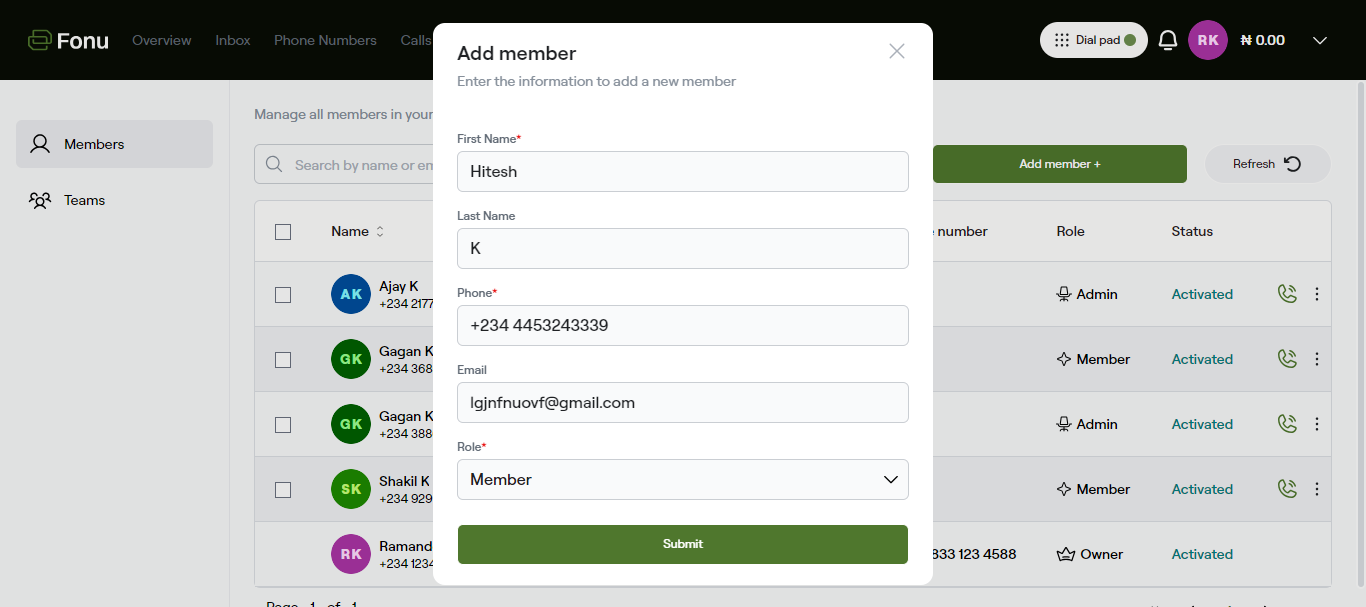 Fonu Overview Inbox Phone Numbers Calls Dial pad RK ₦ 0.00
Members
Teams
Manage all members in your
Search by name or em
Add member +
Refresh
Name number Role Status
AK Ajay K
+234 2177
Admin Activated
GK Gagan K
+234 368
Member Activated
GK Gagan K
+234 388
Admin Activated
SK Shakil K
+234 929
Member Activated
RK Ramand
+234 1234
833 123 4588 Owner Activated
Page 1 of 1
Add member
Enter the information to add a new member
First Name*
Hitesh
Last Name
K
Phone*
+234 4453243339
Email
lgjnfnuovf@gmail.com
Role*
Member
Submit